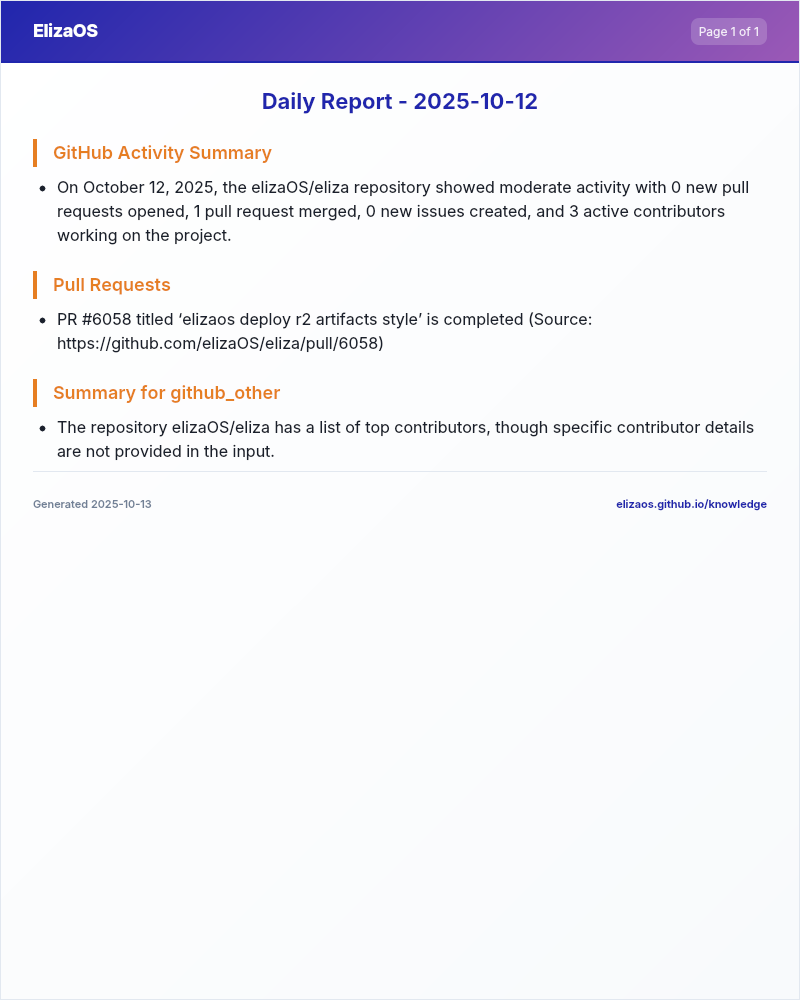 ElizaOS
Page 1 of 1
Daily Report - 2025-10-12
GitHub Activity Summary
• On October 12, 2025, the elizaOS/eliza repository showed moderate activity with 0 new pull
requests opened, 1 pull request merged, 0 new issues created, and 3 active contributors
working on the project.
Pull Requests
• PR #6058 titled ‘elizaos deploy r2 artifacts style’ is completed (Source:
https://github.com/elizaOS/eliza/pull/6058)
Summary for github_other
• The repository elizaOS/eliza has a list of top contributors, though specific contributor details
are not provided in the input.
Generated 2025-10-13
elizaos.github.io/knowledge